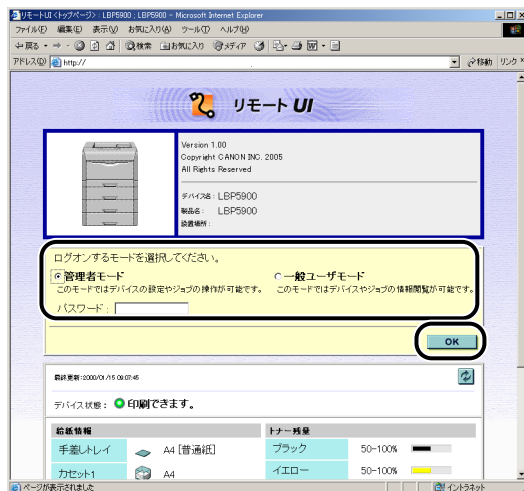 リモートUI <トップページ> : LBP5900 ; LBP5900 - Microsoft Internet Explorer
ファイル(F) 編集(E) 表示(V) お気に入り(A) ツール(T) ヘルプ(H)
戻る 検索 お気に入り メディア
アドレス(D) http:// 移動 リンク
リモート UI
Version 1.00
Copyright CANON INC. 2005
All Rights Reserved
デバイス名 : LBP5900
製品名 : LBP5900
設置場所 :
ログオンするモードを選択してください。
管理者モード 一般ユーザモード
このモードではデバイスの設定やジョブの操作が可能です。 このモードではデバイスやジョブの情報閲覧が可能です。
パスワード :
OK
最終更新 : 2000/01/15 09:07:45
デバイス状態 : 印刷できます。
給紙情報 トナー残量
手差しトレイ A4 [普通紙] ブラック 50-100%
カセット1 A4 イエロー 50-100%
ページが表示されました イントラネット